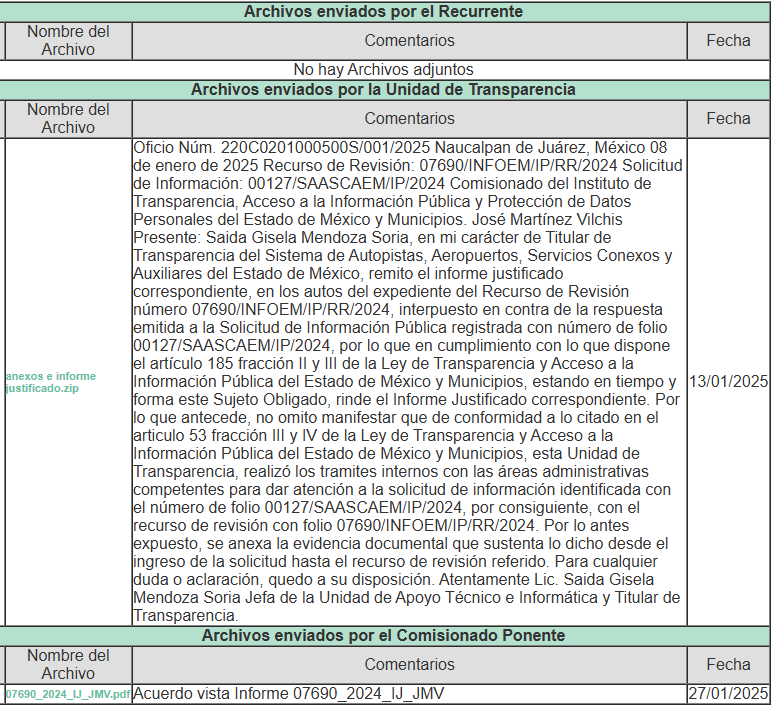 Archivos enviados por el Recurrente
Nombre del
Archivo
Comentarios
Fecha
No hay Archivos adjuntos
Archivos enviados por la Unidad de Transparencia
Nombre del
Archivo
Comentarios
Fecha
anexos e informe
justificado.zip
Oficio Núm. 220C0201000500S/001/2025 Naucalpan de Juárez, México 08
de enero de 2025 Recurso de Revisión: 07690/INFOEM/IP/RR/2024 Solicitud
de Información: 00127/SAASCAEM/IP/2024 Comisionado del Instituto de
Transparencia, Acceso a la Información Pública y Protección de Datos
Personales del Estado de México y Municipios. José Martínez Vilchis
Presente: Saida Gisela Mendoza Soria, en mi carácter de Titular de
Transparencia del Sistema de Autopistas, Aeropuertos, Servicios Conexos y
Auxiliares del Estado de México, remito el informe justificado
correspondiente, en los autos del expediente del Recurso de Revisión
número 07690/INFOEM/IP/RR/2024, interpuesto en contra de la respuesta
emitida a la Solicitud de Información Pública registrada con número de folio
00127/SAASCAEM/IP/2024, por lo que en cumplimiento con lo que dispone
el artículo 185 fracción II y III de la Ley de Transparencia y Acceso a la
Información Pública del Estado de México y Municipios, estando en tiempo y
forma este Sujeto Obligado, rinde el Informe Justificado correspondiente. Por
lo que antecede, no omito manifestar que de conformidad a lo citado en el
articulo 53 fracción III y IV de la Ley de Transparencia y Acceso a la
Información Pública del Estado de México y Municipios, esta Unidad de
Transparencia, realizó los tramites internos con las áreas administrativas
competentes para dar atención a la solicitud de información identificada con
el número de folio 00127/SAASCAEM/IP/2024, por consiguiente, con el
recurso de revisión con folio 07690/INFOEM/IP/RR/2024. Por lo antes
expuesto, se anexa la evidencia documental que sustenta lo dicho desde el
ingreso de la solicitud hasta el recurso de revisión referido. Para cualquier
duda o aclaración, quedo a su disposición. Atentamente Lic. Saida Gisela
Mendoza Soria Jefa de la Unidad de Apoyo Técnico e Informática y Titular de
Transparencia.
13/01/2025
Archivos enviados por el Comisionado Ponente
Nombre del
Archivo
Comentarios
Fecha
07690_2024_IJ_JMV.pdf
Acuerdo vista Informe 07690_2024_IJ_JMV
27/01/2025